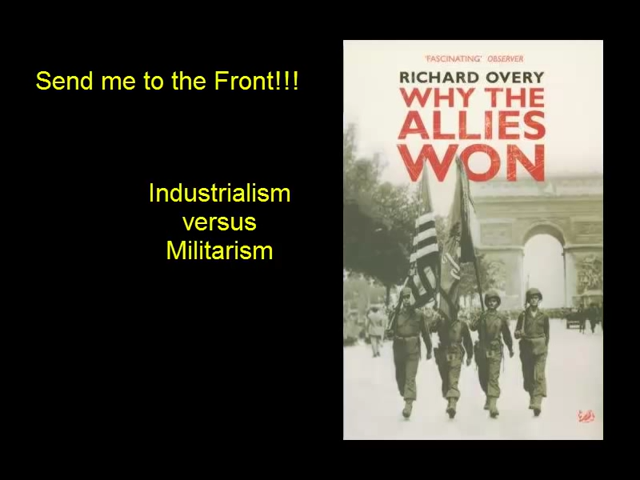 Send me to the Front!!!
Industrialism
versus
Militarism
'FASCINATING' OBSERVER
RICHARD OVERY
WHY THE
ALLIES
WON